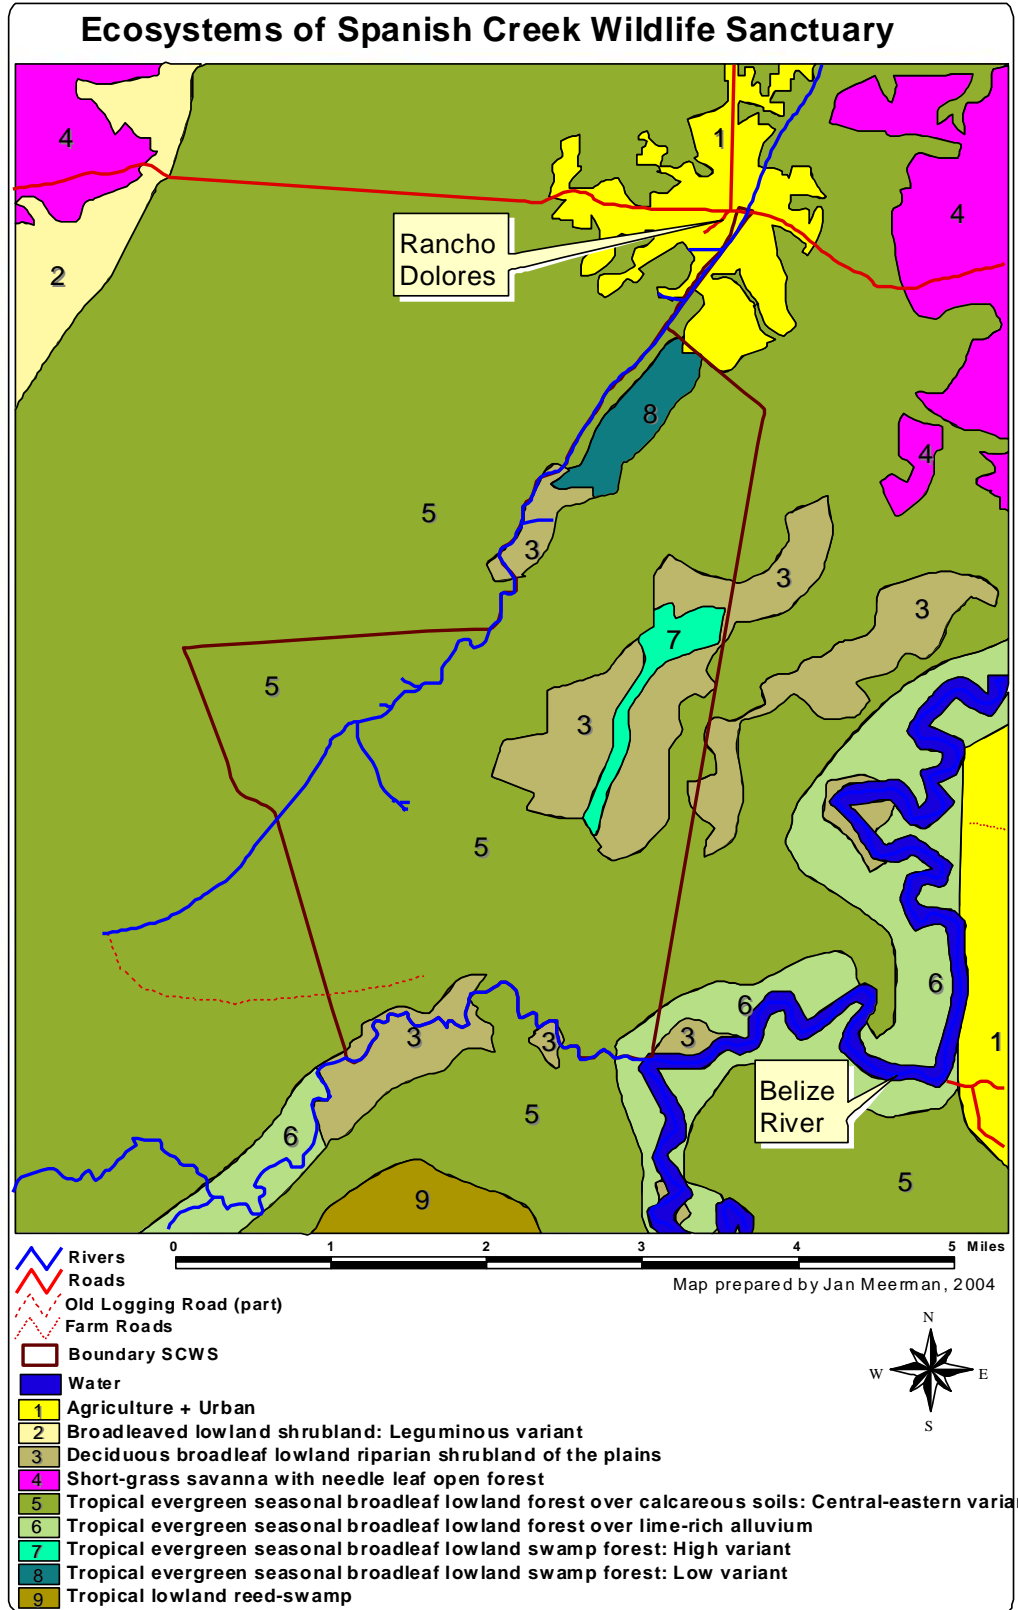 Ecosystems of Spanish Creek Wildlife Sanctuary
4
1
4
2
Rancho
Dolores
8
4
5
3
3
3
7
5
3
5
6
6
3
3
3
1
Belize
River
5
6
5
9
0 1 2 3 4 5 Miles
Rivers
Roads
Map prepared by Jan Meerman, 2004
Old Logging Road (part)
Farm Roads
Boundary SCWS
Water
N
W E
S
1 Agriculture + Urban
2 Broadleaved lowland shrubland: Leguminous variant
3 Deciduous broadleaf lowland riparian shrubland of the plains
4 Short-grass savanna with needle leaf open forest
5 Tropical evergreen seasonal broadleaf lowland forest over calcareous soils: Central-eastern varia
6 Tropical evergreen seasonal broadleaf lowland forest over lime-rich alluvium
7 Tropical evergreen seasonal broadleaf lowland swamp forest: High variant
8 Tropical evergreen seasonal broadleaf lowland swamp forest: Low variant
9 Tropical lowland reed-swamp